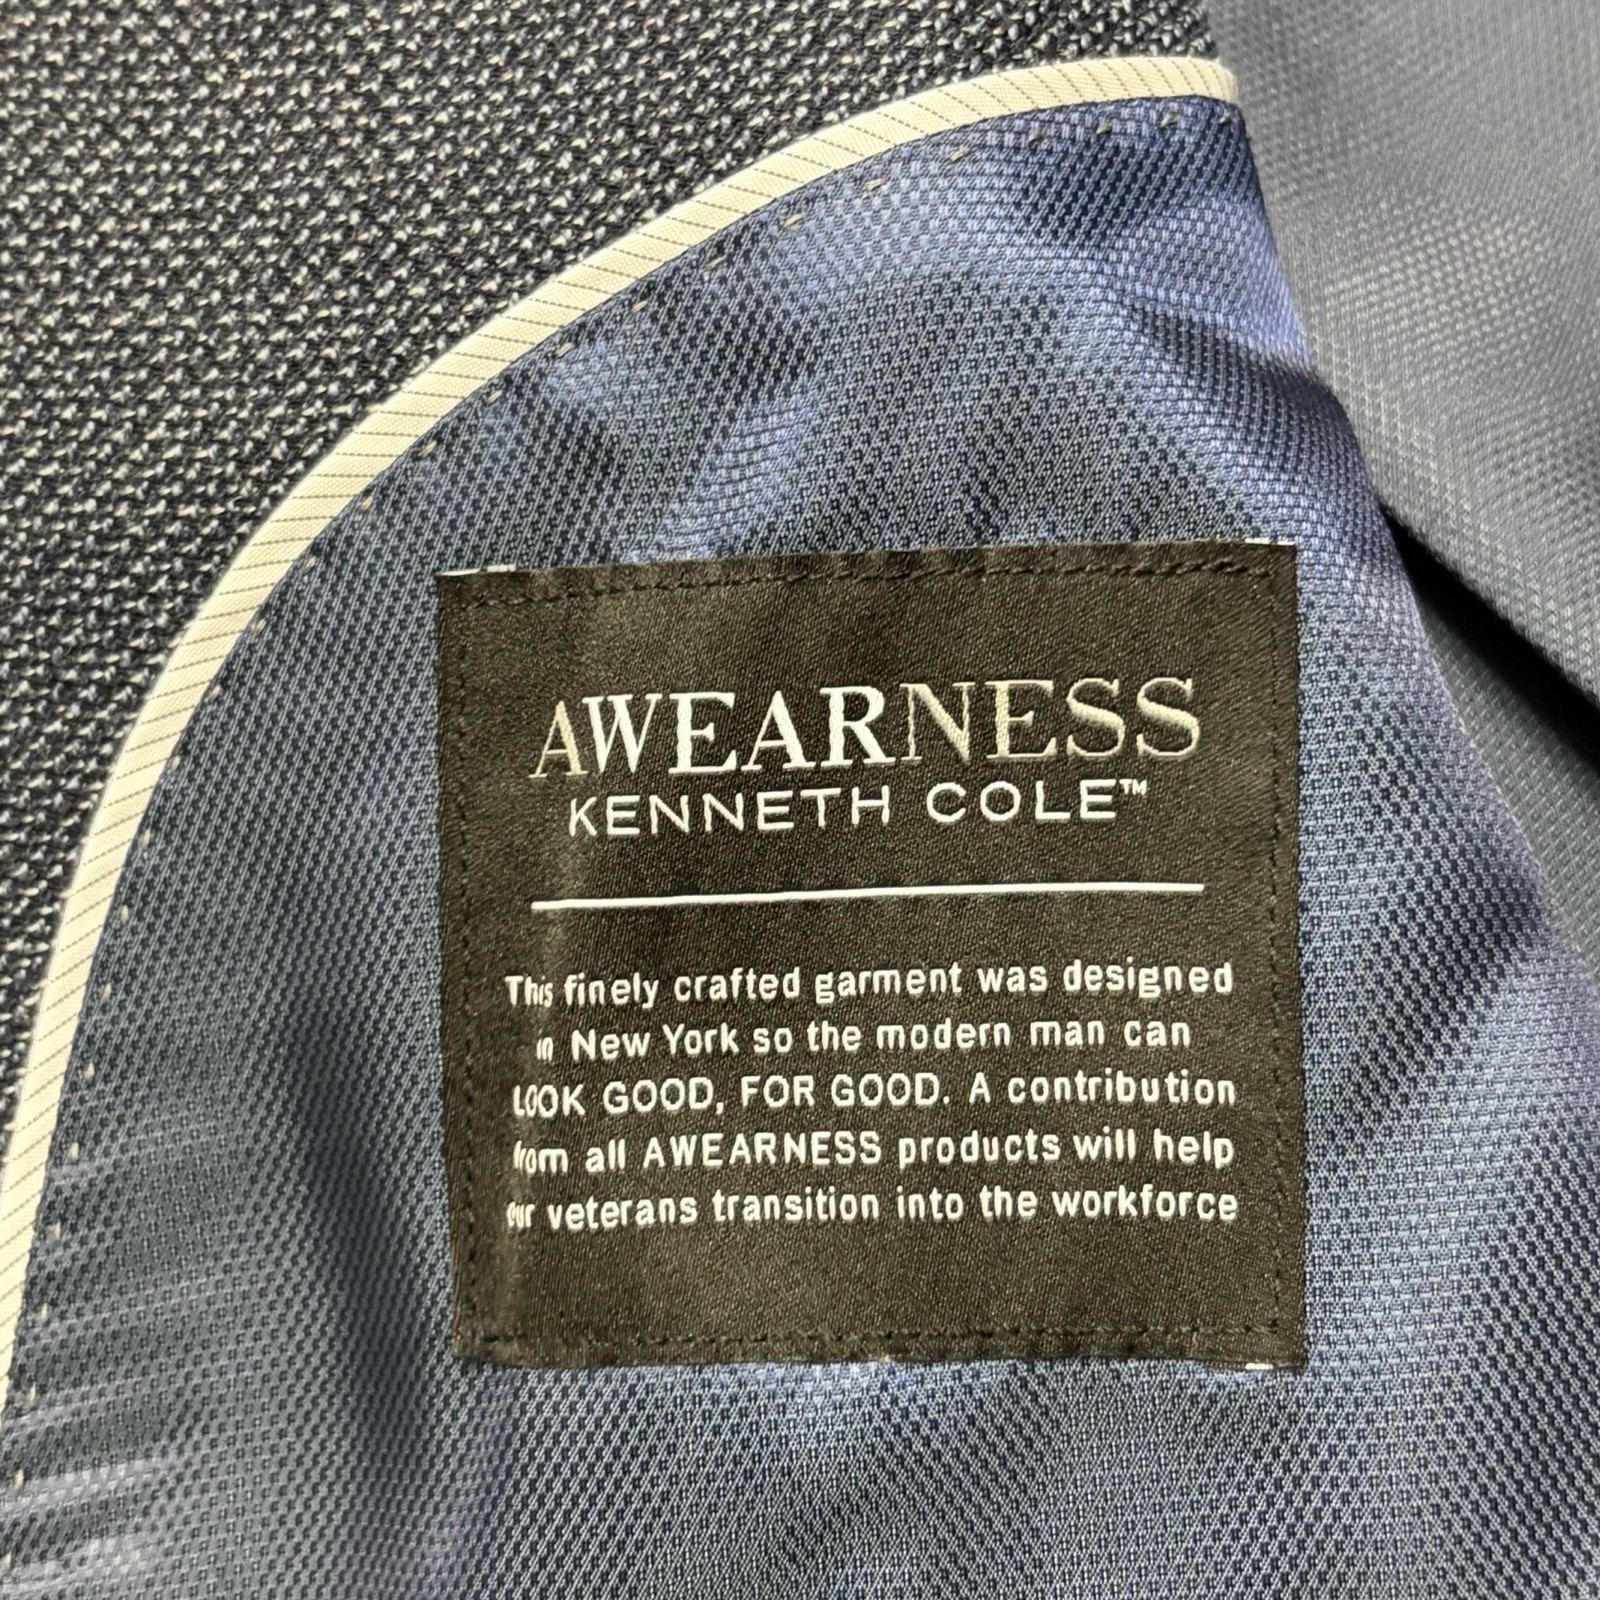 AWEARNESS
KENNETH COLE™
This finely crafted garment was designed
in New York so the modern man can
LOOK GOOD, FOR GOOD. A contribution
from all AWEARNESS products will help
our veterans transition into the workforce